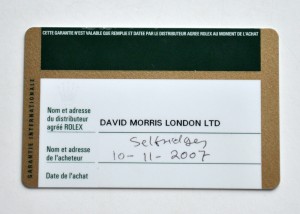 CETTE GARANTIE N'EST VALABLE QUE REMPLIE ET DATEE PAR LE DISTRIBUTEUR AGREE ROLEX AU MOMENT DE L'ACHAT
GARANTIE INTERNATIONALE
Nom et adresse
du distributeur
agréé ROLEX
DAVID MORRIS LONDON LTD
Selfridges
Nom et adresse
de l'acheteur
10-11-2007
Date de l'achat